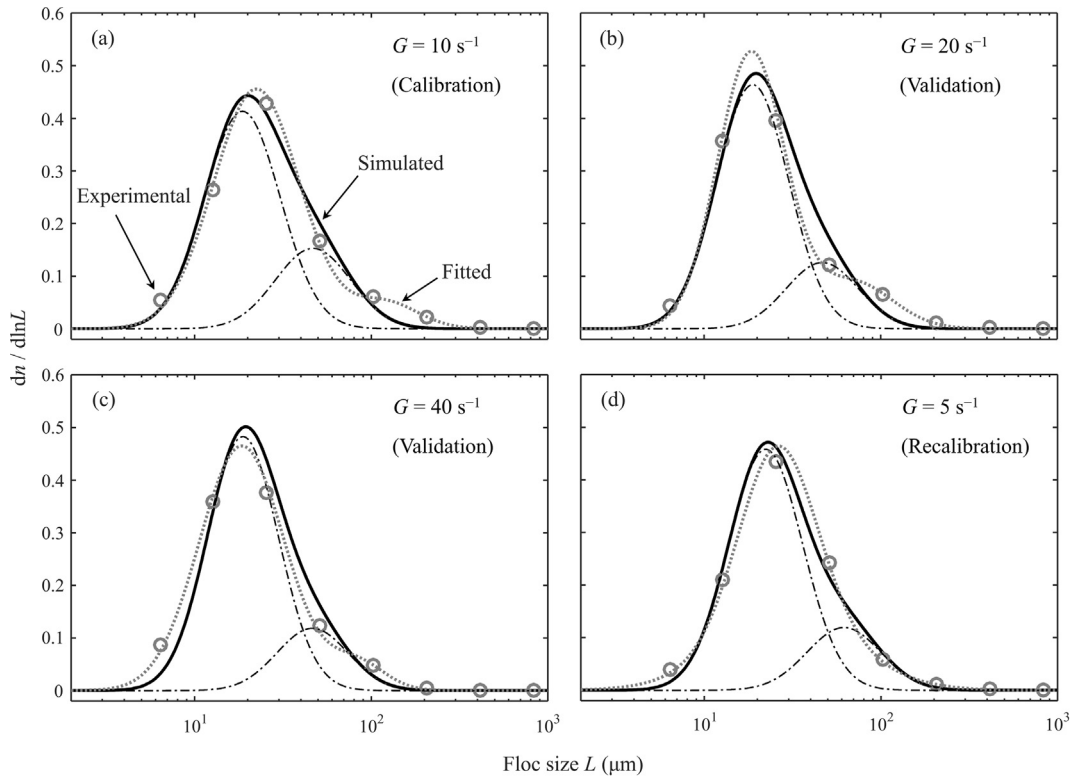 (a)
G = 10 s⁻¹
(Calibration)
Experimental
Simulated
Fitted
0.6
0.5
0.4
0.3
0.2
0.1
0
(b)
G = 20 s⁻¹
(Validation)
(c)
G = 40 s⁻¹
(Validation)
0.6
0.5
0.4
0.3
0.2
0.1
0
10¹
10²
10³
(d)
G = 5 s⁻¹
(Recalibration)
10¹
10²
10³
dn / dlnL
Floc size L (μm)